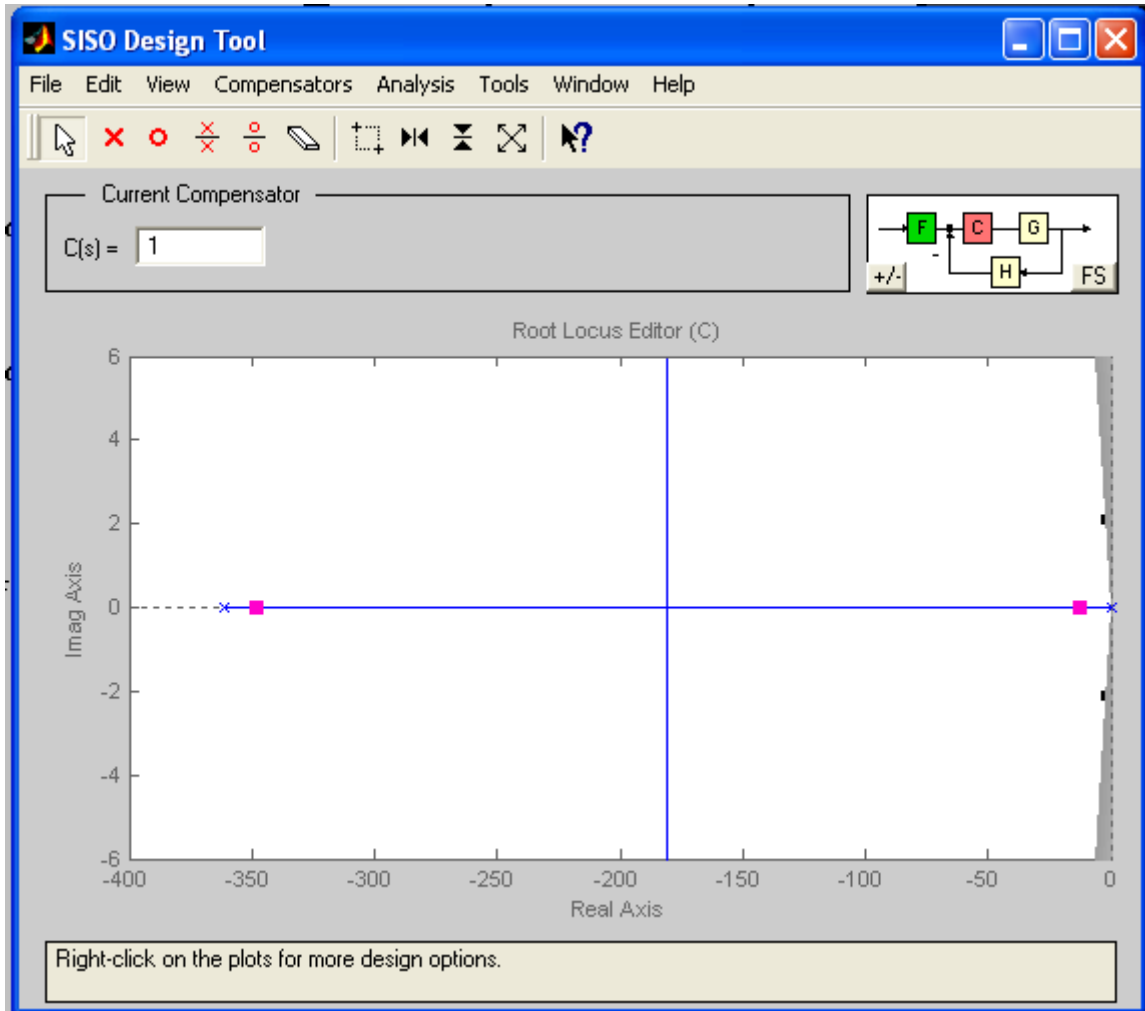 SISO Design Tool
File Edit View Compensators Analysis Tools Window Help
Current Compensator
C(s) = 1
F C G
-
H
+/- FS
Root Locus Editor (C)
6
4
2
0
-2
-4
-6
Imag Axis
-400 -350 -300 -250 -200 -150 -100 -50 0
Real Axis
Right-click on the plots for more design options.